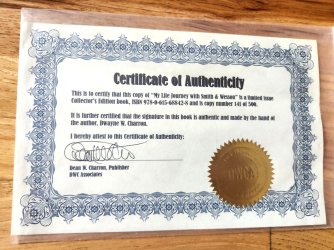 Certificate of Authenticity
This is to certify that this copy of "My Life Journey with Smith & Wesson" is a limited issue
Collector's Edition book, ISBN 978-0-615-68842-8 and is copy number 141 of 500.
It is further certified that the signature in this book is authentic and made by the hand of
the author, Dwayne W. Charron.
I hereby attest to this Certificate of Authenticity:
Dean W. Charron, Publisher
DWC Associates